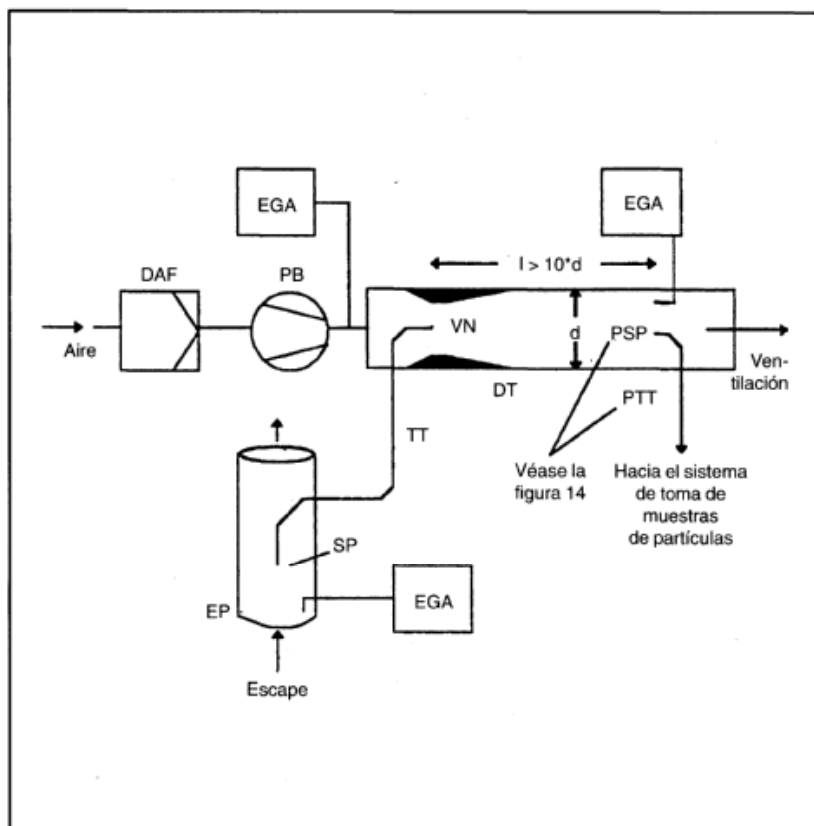 EGA
EGA
DAF
PB
l > 10*d
Aire
VN
d
PSP
Ven-
tilación
DT
PTT
TT
Véase la
figura 14
Hacia el sistema
de toma de
muestras
de partículas
SP
EP
EGA
Escape